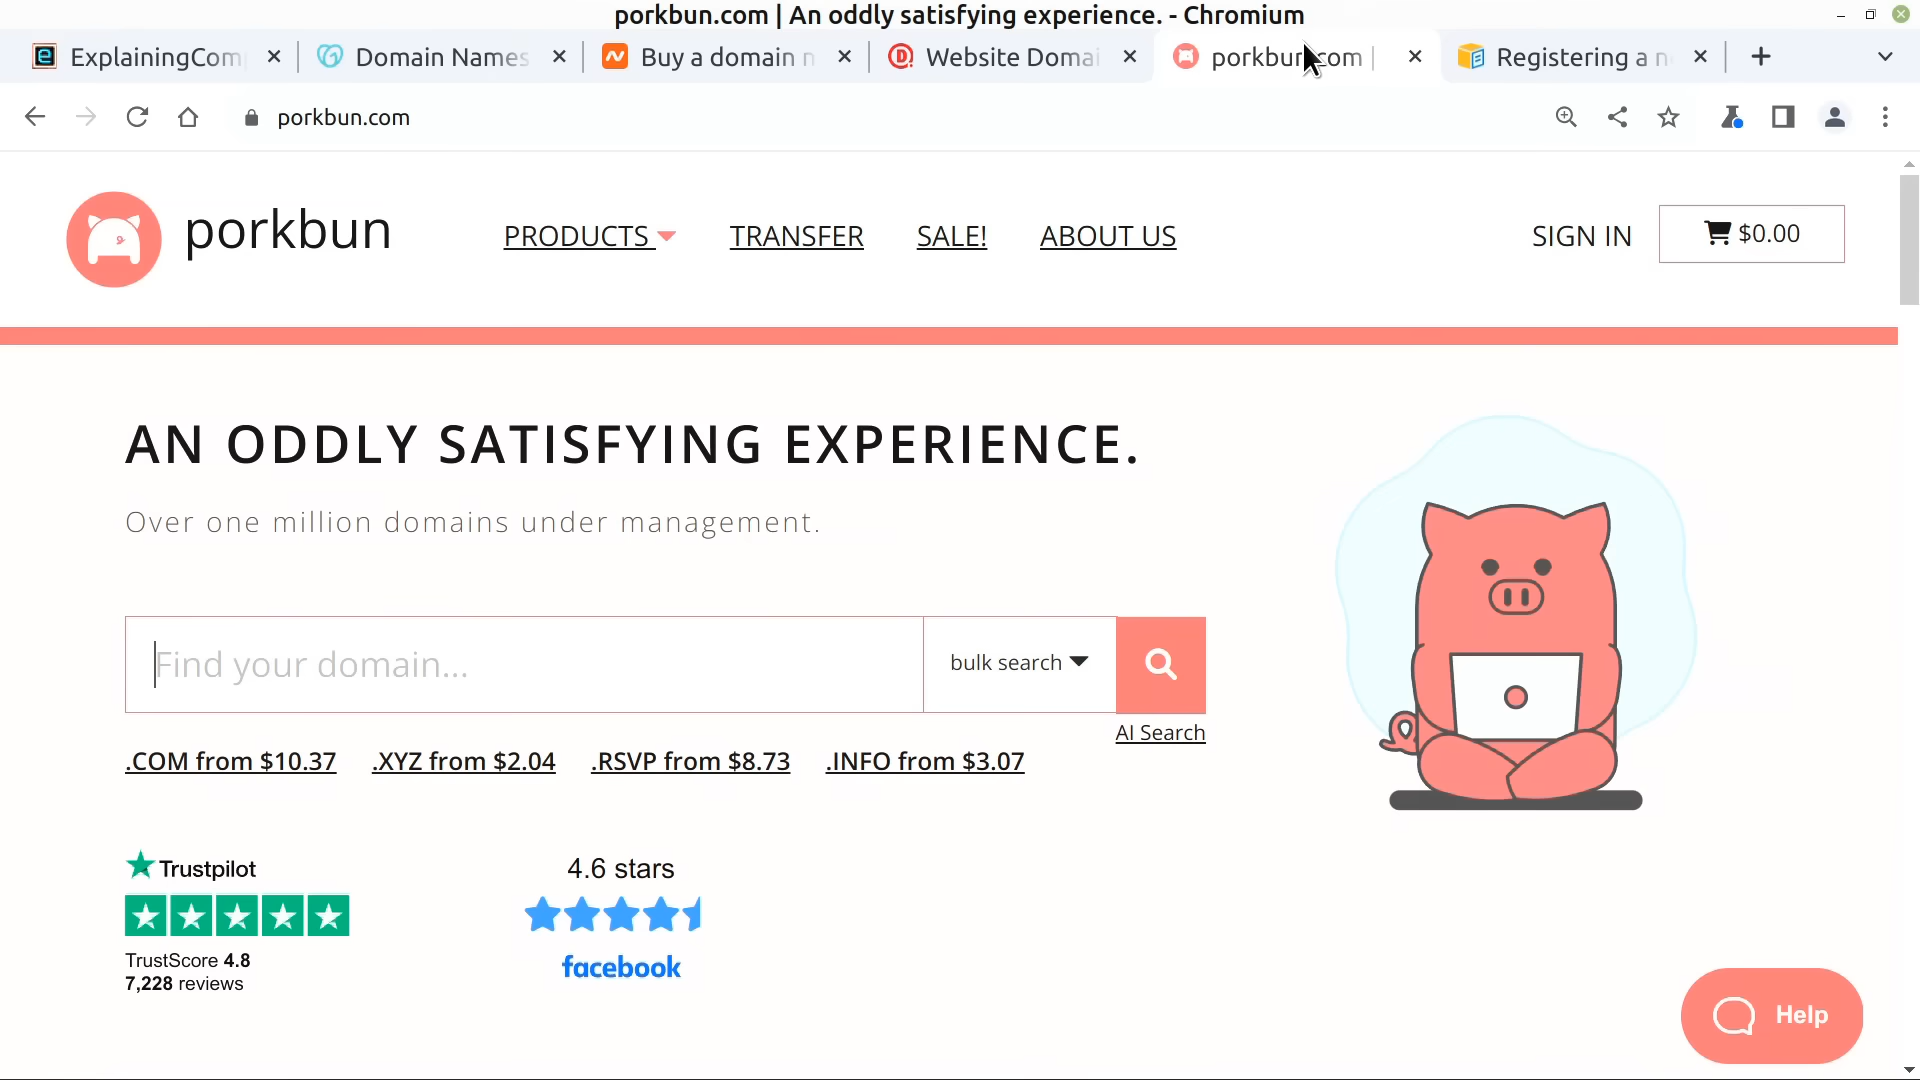 porkbun.com | An oddly satisfying experience. - Chromium
ExplainingCom
Domain Names
Buy a domain n
Website Domai
porkbun.com |
Registering a n
porkbun.com
porkbun
PRODUCTS
TRANSFER
SALE!
ABOUT US
SIGN IN
$0.00
AN ODDLY SATISFYING EXPERIENCE.
Over one million domains under management.
Find your domain...
bulk search
AI Search
.COM from $10.37
.XYZ from $2.04
.RSVP from $8.73
.INFO from $3.07
Trustpilot
TrustScore 4.8
7,228 reviews
4.6 stars
facebook
Help